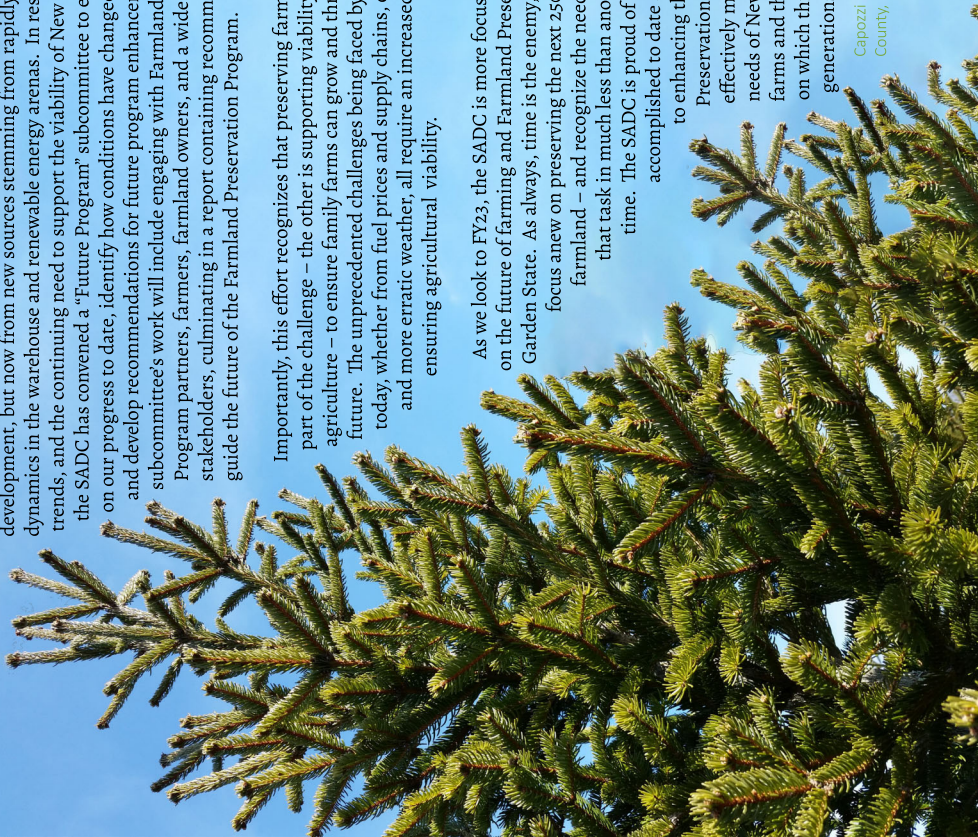 development, but now from new sources stemming from rapidly
dynamics in the warehouse and renewable energy arenas. In res
trends, and the continuing need to support the viability of New
the SADC has convened a “Future Program” subcommittee to e
on our progress to date, identify how conditions have changed
and develop recommendations for future program enhancem
subcommittee’s work will include engaging with Farmland
Program partners, farmers, farmland owners, and a wide
stakeholders, culminating in a report containing recomm
guide the future of the Farmland Preservation Program.
Importantly, this effort recognizes that preserving farm
part of the challenge – the other is supporting viability
agriculture – to ensure family farms can grow and thr
future. The unprecedented challenges being faced by
today, whether from fuel prices and supply chains,
and more erratic weather, all require an increased
ensuring agricultural viability.
As we look to FY23, the SADC is more focus
on the future of farming and Farmland Prese
Garden State. As always, time is the enemy,
focus anew on preserving the next 250
farmland – and recognize the need
that task in much less than ano
time. The SADC is proud of
accomplished to date
to enhancing th
Preservation
effectively m
needs of New
farms and th
on which th
generation
Capozzi
County,